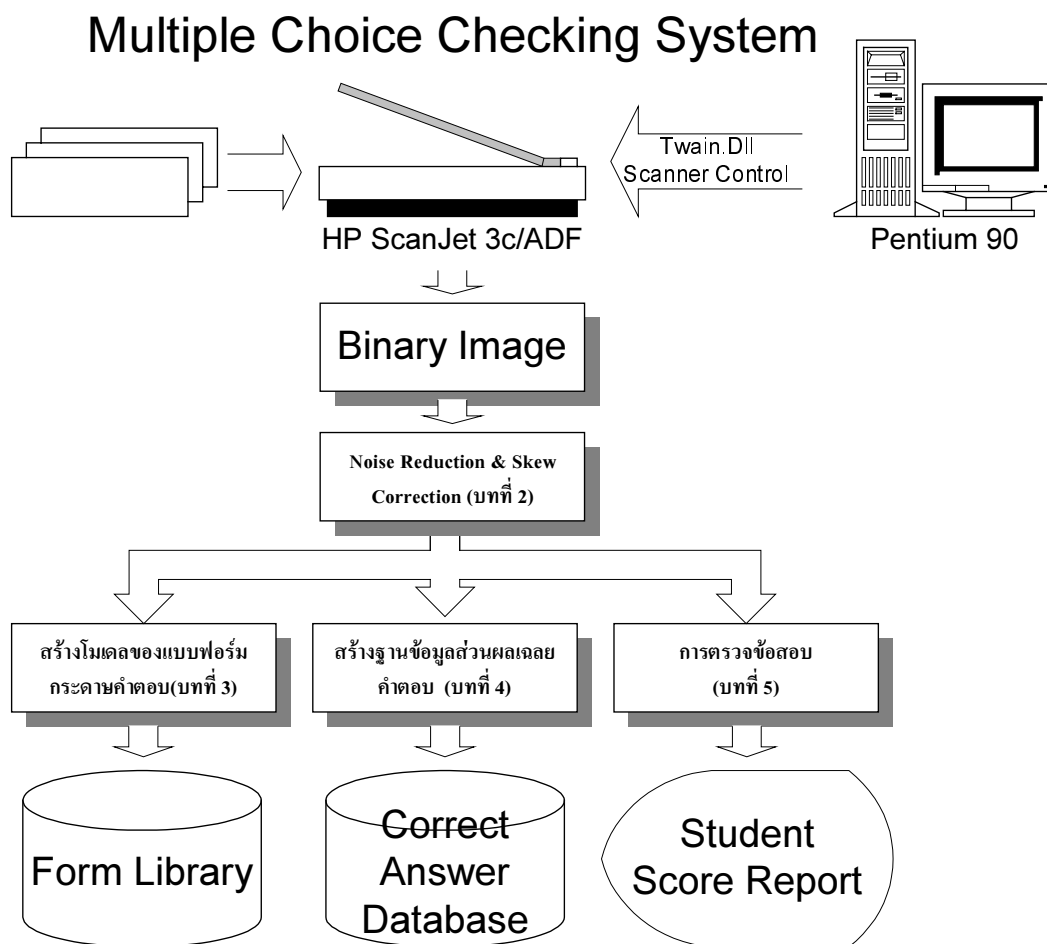 Multiple Choice Checking System
Twain.Dll
Scanner Control
HP ScanJet 3c/ADF
Pentium 90
Binary Image
Noise Reduction & Skew
Correction (บทที่ 2)
สร้างโมเดลของแบบฟอร์ม
กระดาษคำตอบ(บทที่ 3)
สร้างฐานข้อมูลส่วนผลเฉลย
คำตอบ (บทที่ 4)
การตรวจข้อสอบ
(บทที่ 5)
Form Library
Correct
Answer
Database
Student
Score Report